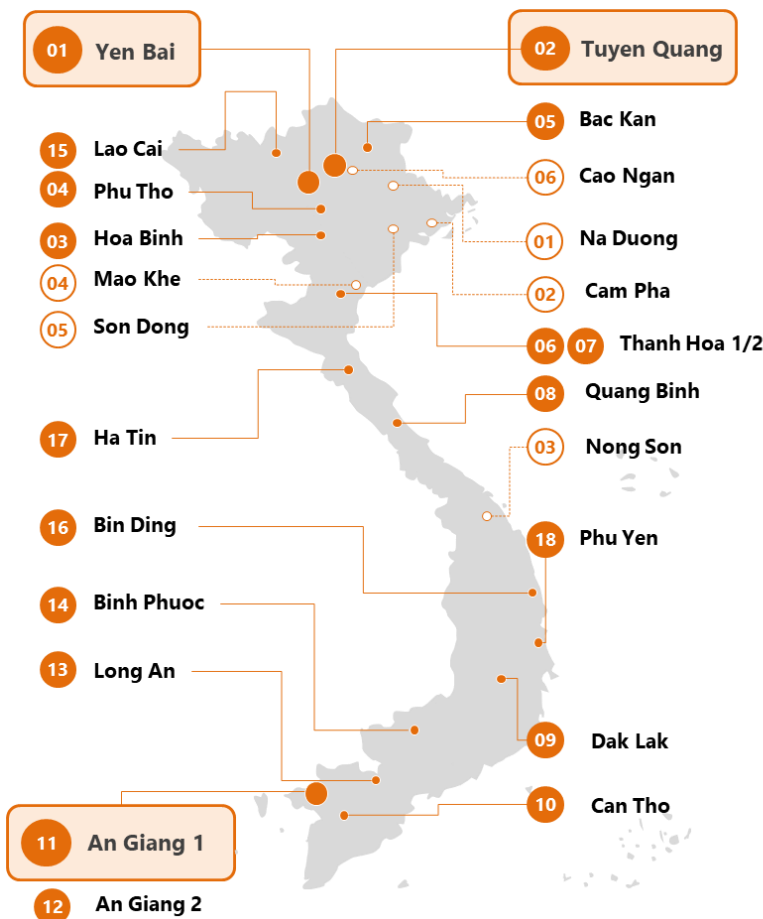 01 Yen Bai
02 Tuyen Quang
15 Lao Cai
04 Phu Tho
03 Hoa Binh
04 Mao Khe
05 Son Dong
17 Ha Tin
16 Bin Ding
14 Binh Phuoc
13 Long An
11 An Giang 1
12 An Giang 2
05 Bac Kan
06 Cao Ngan
01 Na Duong
02 Cam Pha
06 07 Thanh Hoa 1/2
08 Quang Binh
03 Nong Son
18 Phu Yen
09 Dak Lak
10 Can Tho